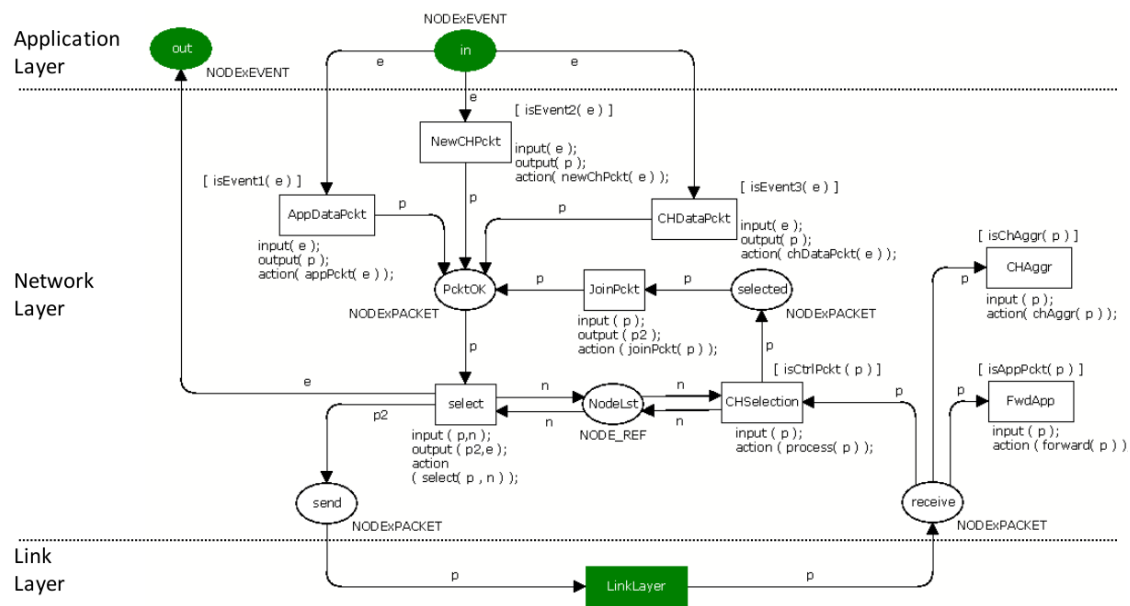 Application
Layer
NODExEVENT
out
in
NODExEVENT
e
e
e
[ isEvent2( e ) ]
NewCHPckt
input( e );
output( p );
action( newChPckt( e ) );
[ isEvent1( e ) ]
AppDataPckt
p
p
p
input( e );
output( p );
action( appPckt( e ) );
[ isEvent3( e ) ]
CHDataPckt
input( e );
output( p );
action( chDataPckt( e ) );
Network
Layer
PcktOK
NODExPACKET
p
JoinPckt
p
selected
NODExPACKET
input ( p );
output ( p2 );
action ( joinPckt( p ) );
[ isChAggr( p ) ]
CHAggr
p
input ( p );
action( chAggr( p ) );
p
p
[ isCtrlPckt ( p ) ]
[ isAppPckt( p ) ]
e
select
n
n
NodeLst
n
n
CHSelection
p
p
FwdApp
p2
NODE_REF
input ( p,n );
output ( p2,e );
action
( select( p , n ) );
input ( p );
action ( process( p ) );
input ( p );
action ( forward( p ) );
send
NODExPACKET
receive
NODExPACKET
Link
Layer
p
LinkLayer
p